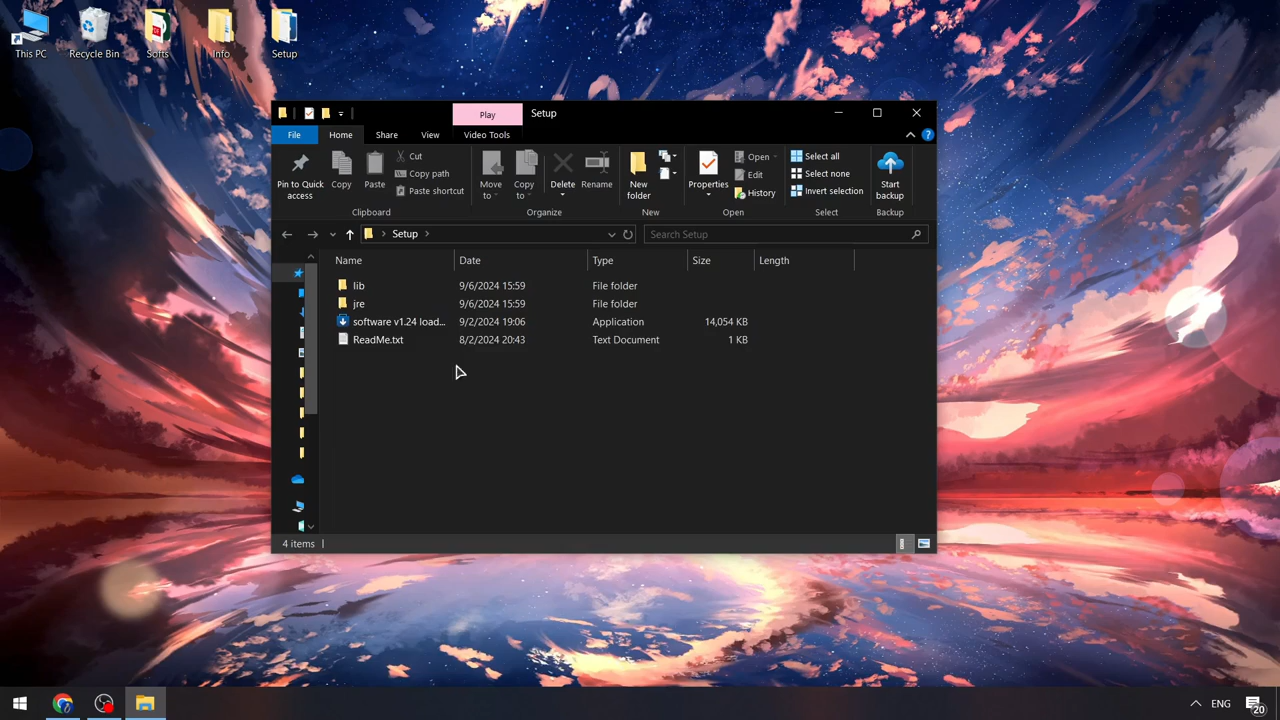 This PC
Recycle Bin
Softs
Info
Setup
Play
Setup
File
Home
Share
View
Video Tools
Pin to Quick access
Copy
Paste
Cut
Copy path
Paste shortcut
Clipboard
Move to
Copy to
Delete
Rename
Organize
New folder
New
Properties
Open
Edit
History
Open
Select all
Select none
Invert selection
Select
Start backup
Backup
Setup
Search Setup
Name Date Type Size Length
lib 9/6/2024 15:59 File folder
jre 9/6/2024 15:59 File folder
software v1.24 load... 9/2/2024 19:06 Application 14,054 KB
ReadMe.txt 8/2/2024 20:43 Text Document 1 KB
4 items
ENG
20